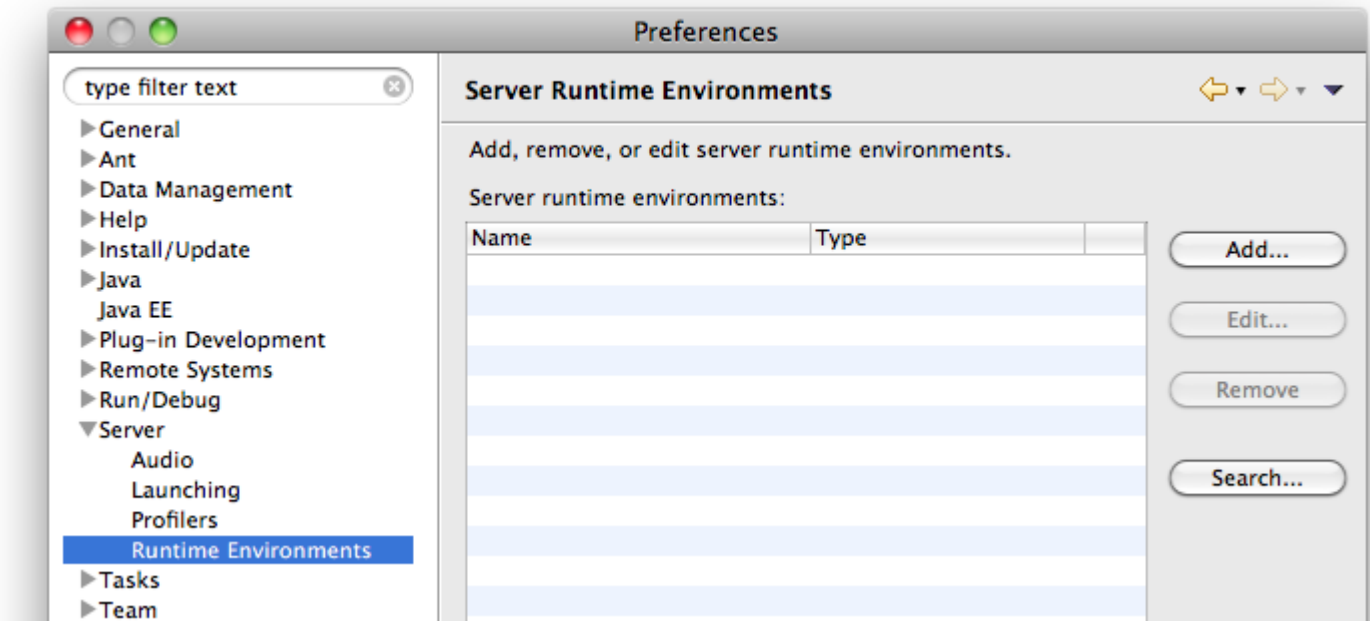 Preferences
type filter text
General
Ant
Data Management
Help
Install/Update
Java
Java EE
Plug-in Development
Remote Systems
Run/Debug
Server
Audio
Launching
Profilers
Runtime Environments
Tasks
Team
Server Runtime Environments
Add, remove, or edit server runtime environments.
Server runtime environments:
Name Type
Add...
Edit...
Remove
Search...